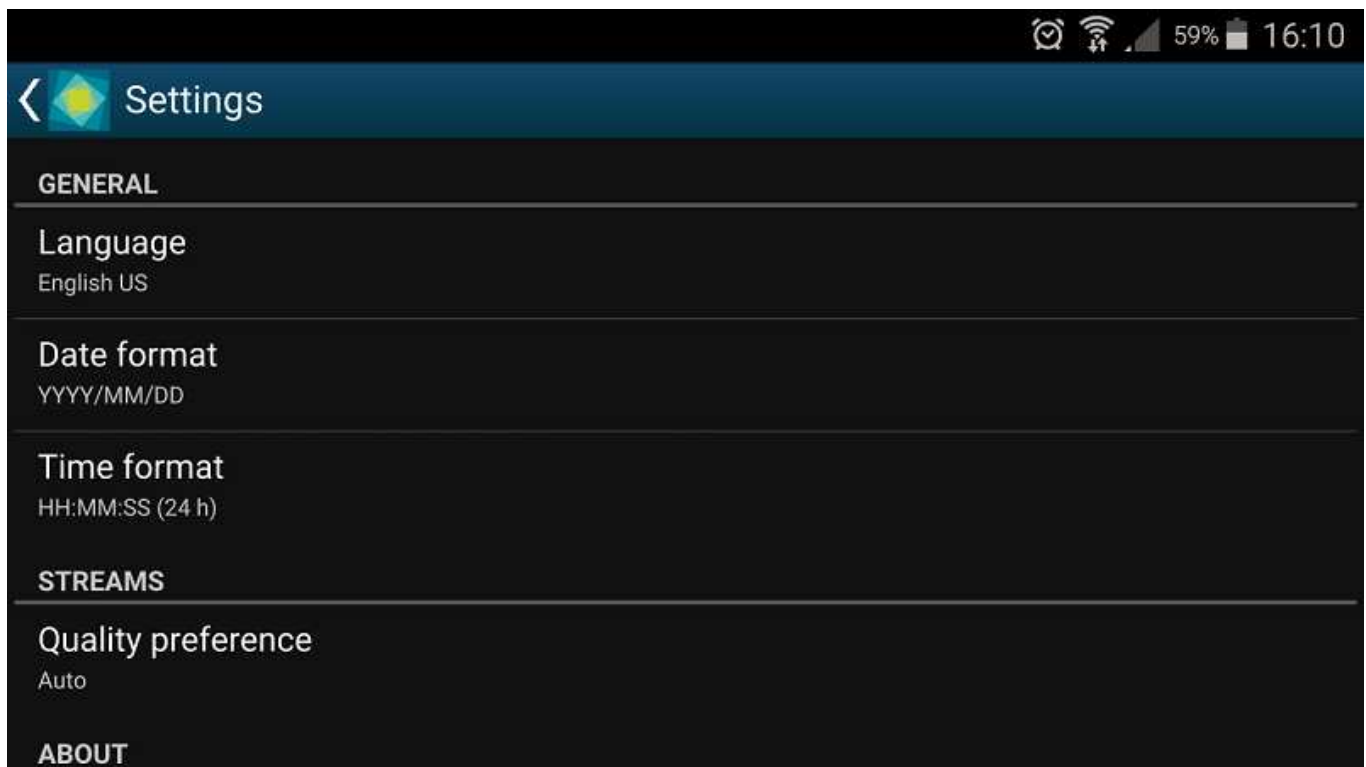 59% 16:10
Settings
GENERAL
Language
English US
Date format
YYYY/MM/DD
Time format
HH:MM:SS (24 h)
STREAMS
Quality preference
Auto
ABOUT